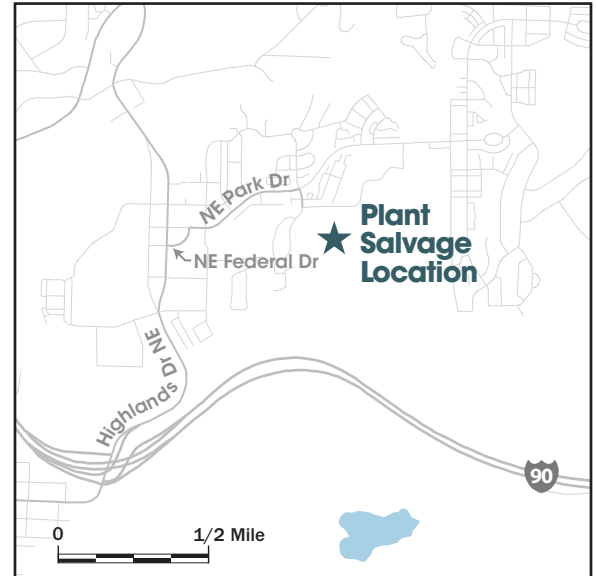 NE Park Dr
Plant
Salvage
Location
NE Federal Dr
Highlands Dr NE
90
0 1/2 Mile